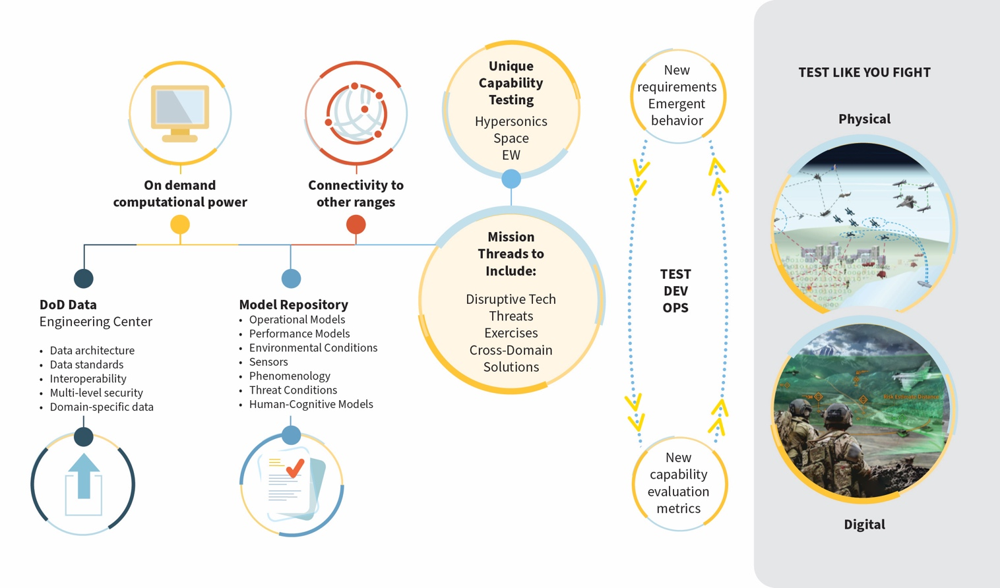 On demand
computational power
Connectivity to
other ranges
DoD Data
Engineering Center
• Data architecture
• Data standards
• Interoperability
• Multi-level security
• Domain-specific data
Model Repository
• Operational Models
• Performance Models
• Environmental Conditions
• Sensors
• Phenomenology
• Threat Conditions
• Human-Cognitive Models
Unique
Capability
Testing
Hypersonics
Space
EW
Mission
Threads to
Include:
Disruptive Tech
Threats
Exercises
Cross-Domain
Solutions
New
requirements
Emergent
behavior
TEST
DEV
OPS
New
capability
evaluation
metrics
TEST LIKE YOU FIGHT
Physical
Risk Estimate Distance
Digital